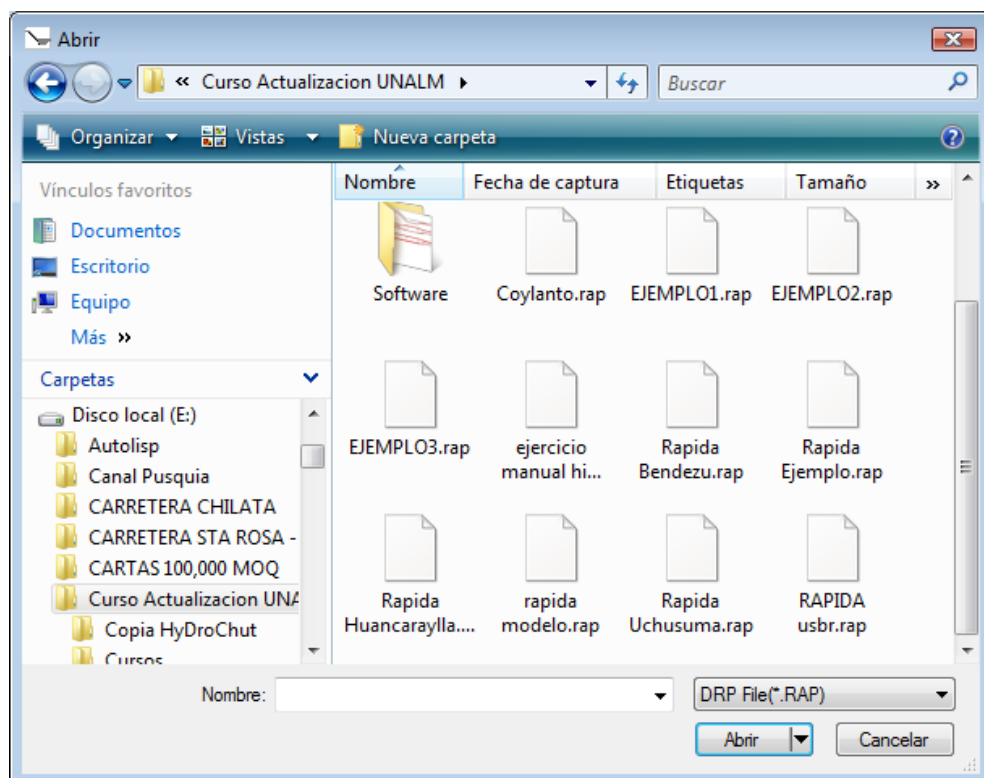 Abrir
« Curso Actualizacion UNALM
Buscar
Organizar Vistas Nueva carpeta
Vínculos favoritos
Documentos
Escritorio
Equipo
Más »
Carpetas
Disco local (E:)
Autolisp
Canal Pusquia
CARRETERA CHILATA
CARRETERA STA ROSA -
CARTAS 100,000 MOQ
Curso Actualizacion UNA
Copia HyDroChut
Cursos
Nombre Fecha de captura Etiquetas Tamaño »
Software Coylanto.rap EJEMPLO1.rap EJEMPLO2.rap
EJEMPLO3.rap ejercicio Rapida Rapida
manual hi... Bendezu.rap Ejemplo.rap
Rapida rapida Rapida RAPIDA
Huancaraylla.... modelo.rap Uchusuma.rap usbr.rap
Nombre: DRP File(*.RAP)
Abrir Cancelar